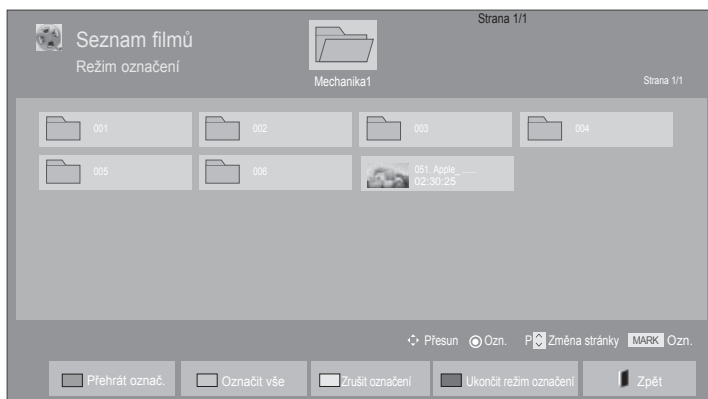 Strana 1/1
Seznam filmů
Režim označení
Mechanika1
Strana 1/1
001
002
003
004
005
006
051. Apple_ ......
02:30:25
Přesun Ozn. P Změna stránky MARK Ozn.
Přehrát označ. Označit vše Zrušit označení Ukončit režim označení Zpět